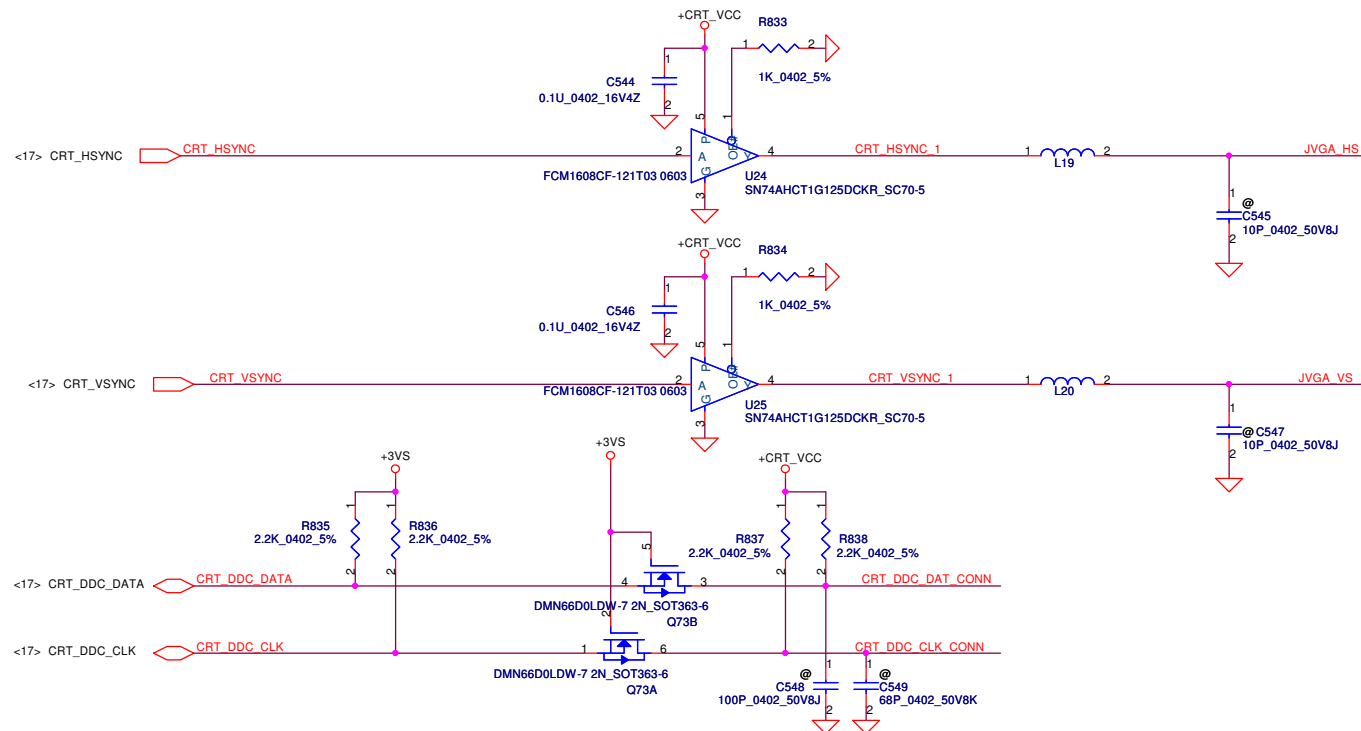 +CRT_VCC
R833
1 2
1K_0402_5%
1
C544
0.1U_0402_16V4Z
2
5
1
P
OE#
<17> CRT_HSYNC
CRT_HSYNC
2
A
Y
4
CRT_HSYNC_1
1
2
L19
JVGA_HS
G
3
FCM1608CF-121T03 0603
U24
SN74AHCT1G125DCKR_SC70-5
1
@
C545
10P_0402_50V8J
2
+CRT_VCC
R834
1 2
1K_0402_5%
1
C546
0.1U_0402_16V4Z
2
5
1
P
OE#
<17> CRT_VSYNC
CRT_VSYNC
2
A
Y
4
CRT_VSYNC_1
1
2
L20
JVGA_VS
G
3
FCM1608CF-121T03 0603
U25
SN74AHCT1G125DCKR_SC70-5
1
@
C547
10P_0402_50V8J
2
+3VS
+3VS
+CRT_VCC
1
1
R835
2.2K_0402_5%
R836
2.2K_0402_5%
2
2
1
1
R837
2.2K_0402_5%
R838
2.2K_0402_5%
2
2
5
<17> CRT_DDC_DATA
CRT_DDC_DATA
4
3
CRT_DDC_DAT_CONN
DMN66D0LDW-7 2N_SOT363-6
Q73B
2
<17> CRT_DDC_CLK
CRT_DDC_CLK
1
6
CRT_DDC_CLK_CONN
DMN66D0LDW-7 2N_SOT363-6
Q73A
1
@
C548
100P_0402_50V8J
2
1
@
C549
68P_0402_50V8K
2